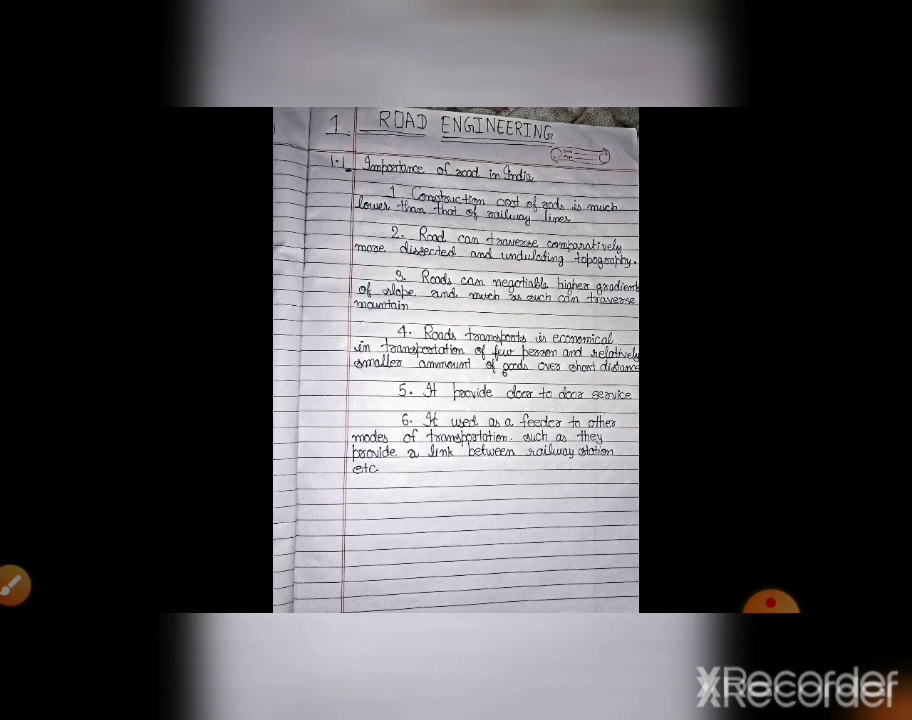 1. ROAD ENGINEERING
1.1 Importance of road in India
1 Construction cost of rods is much
lower than that of railway lines
2. Road can traverse comparatively
more dissected and undulating topography.
3. Roads can negotiable higher gradient
of slope and much as such can traverse
mountain
4. Roads transports is economical
in transportation of few person and relatively
smaller ammount of goods over short distance
5. It provide door to door service
6. It used as a feeder to other
modes of transportation. such as they
provide a link between railway station
etc.
XRecorder